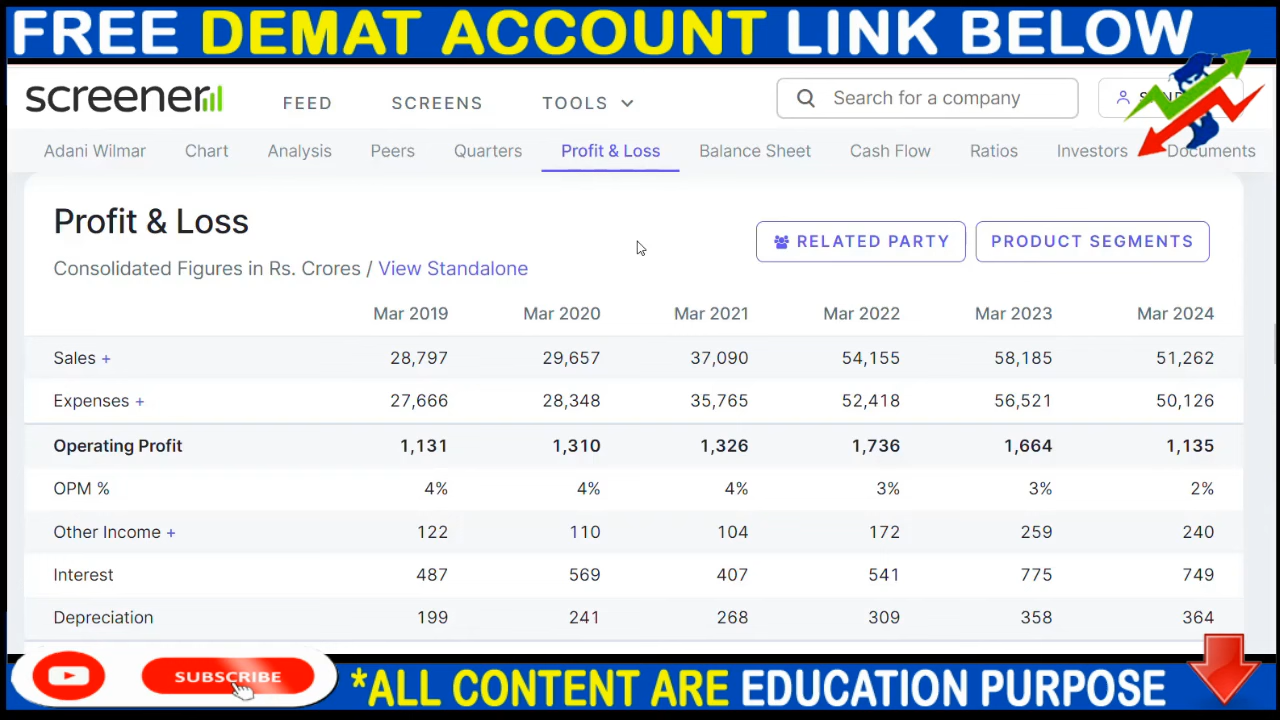 FREE DEMAT ACCOUNT LINK BELOW
screener FEED SCREENS TOOLS Search for a company
Adani Wilmar Chart Analysis Peers Quarters Profit & Loss Balance Sheet Cash Flow Ratios Investors Documents
Profit & Loss
RELATED PARTY PRODUCT SEGMENTS
Consolidated Figures in Rs. Crores / View Standalone
Mar 2019 Mar 2020 Mar 2021 Mar 2022 Mar 2023 Mar 2024
Sales + 28,797 29,657 37,090 54,155 58,185 51,262
Expenses + 27,666 28,348 35,765 52,418 56,521 50,126
Operating Profit 1,131 1,310 1,326 1,736 1,664 1,135
OPM % 4% 4% 4% 3% 3% 2%
Other Income + 122 110 104 172 259 240
Interest 487 569 407 541 775 749
Depreciation 199 241 268 309 358 364
SUBSCRIBE
*ALL CONTENT ARE EDUCATION PURPOSE